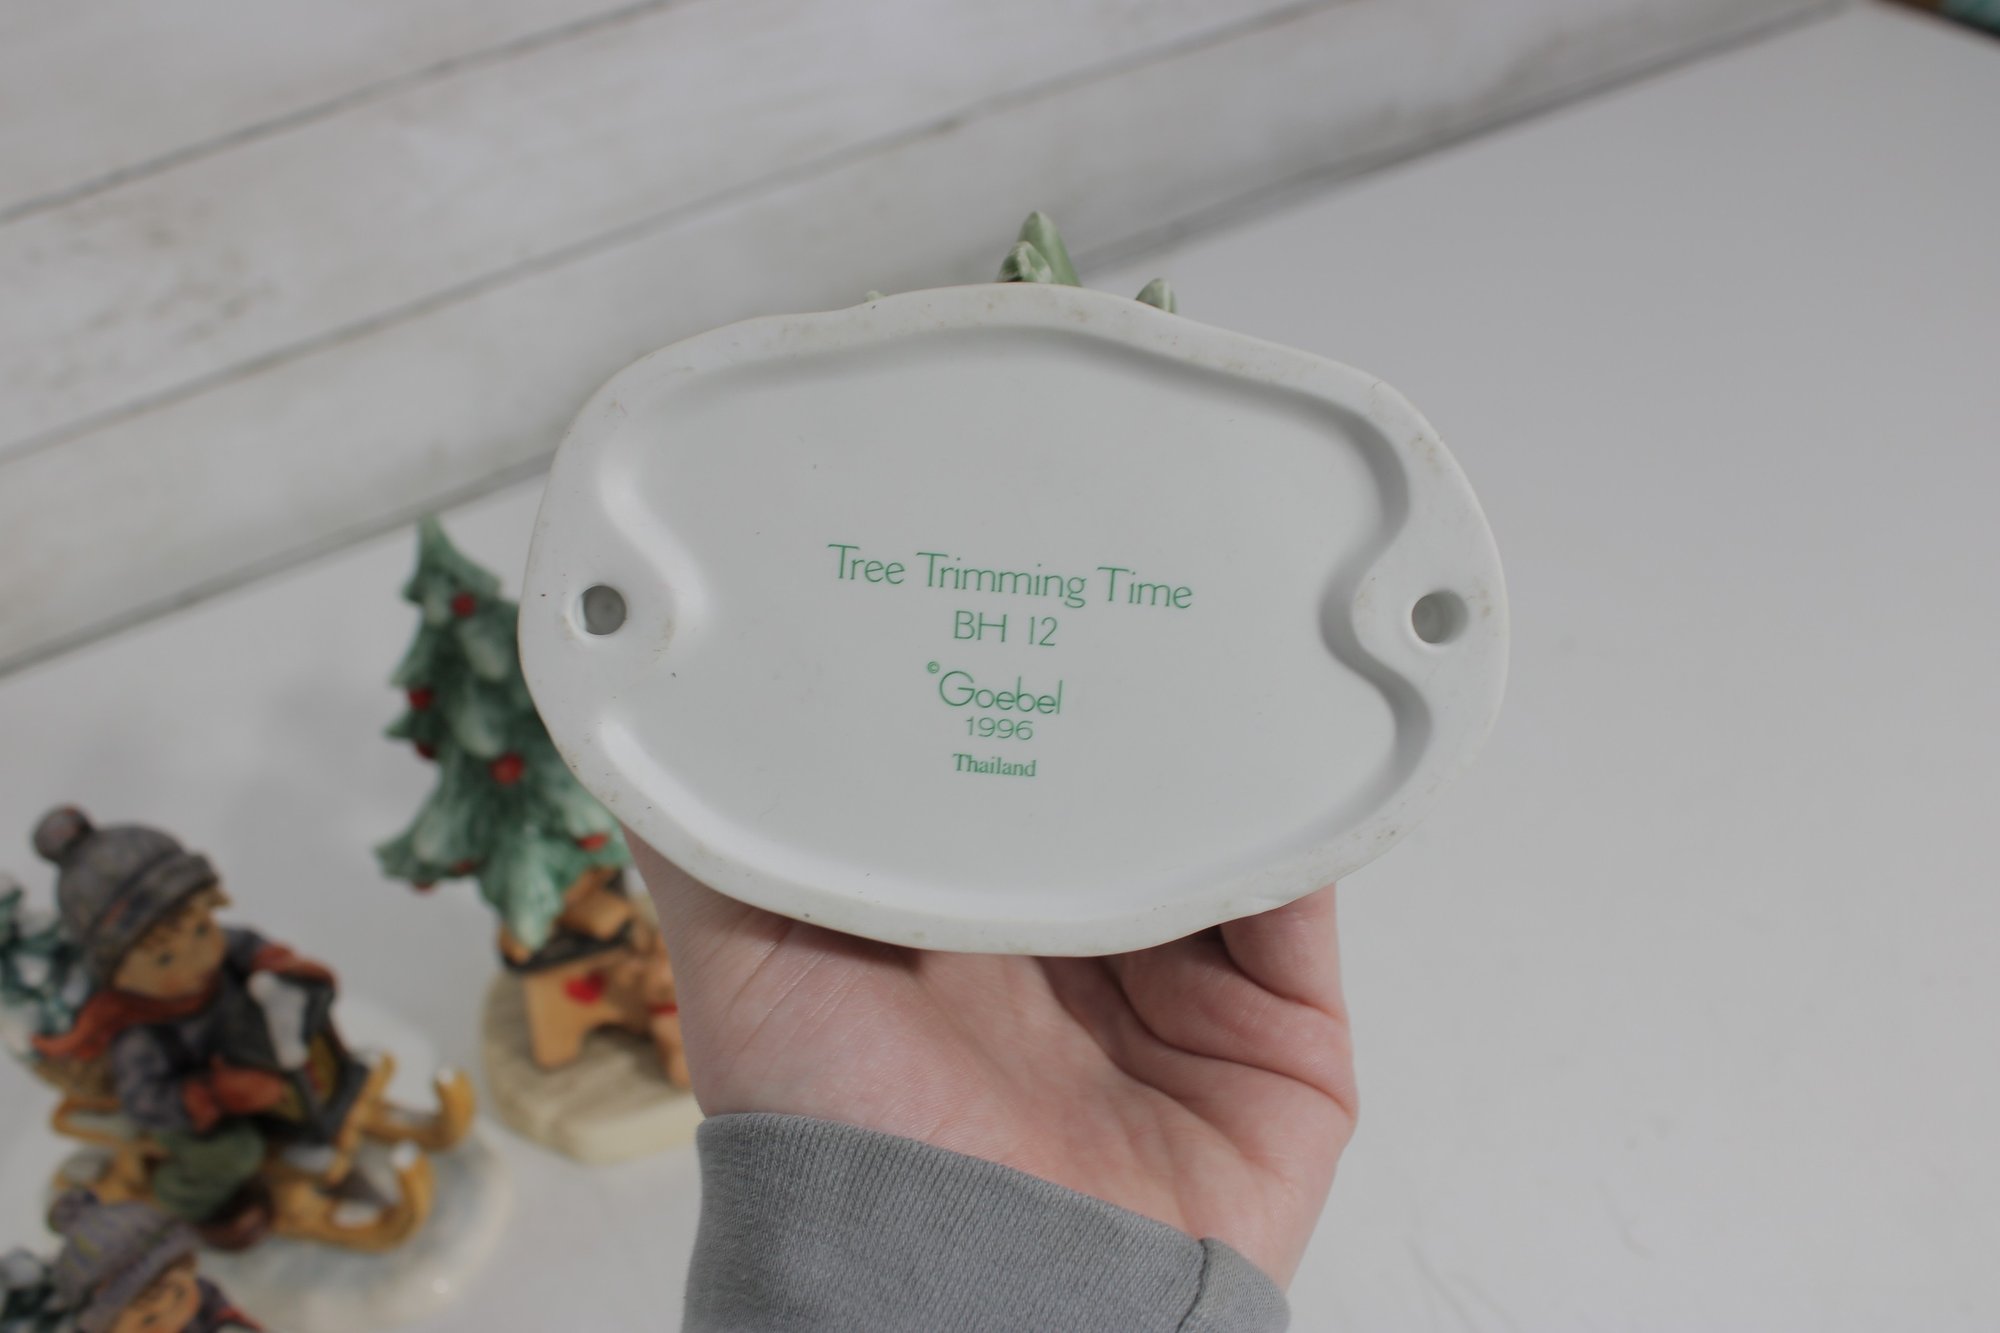 Tree Trimming Time
BH 12
©Goebel
1996
Thailand